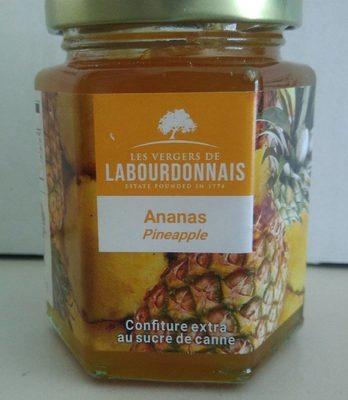 LES VERGERS DE
LABOURDONNAIS
ESTATE FOUNDED IN 1774
Ananas
Pineapple
Confiture extra
au sucre de canne